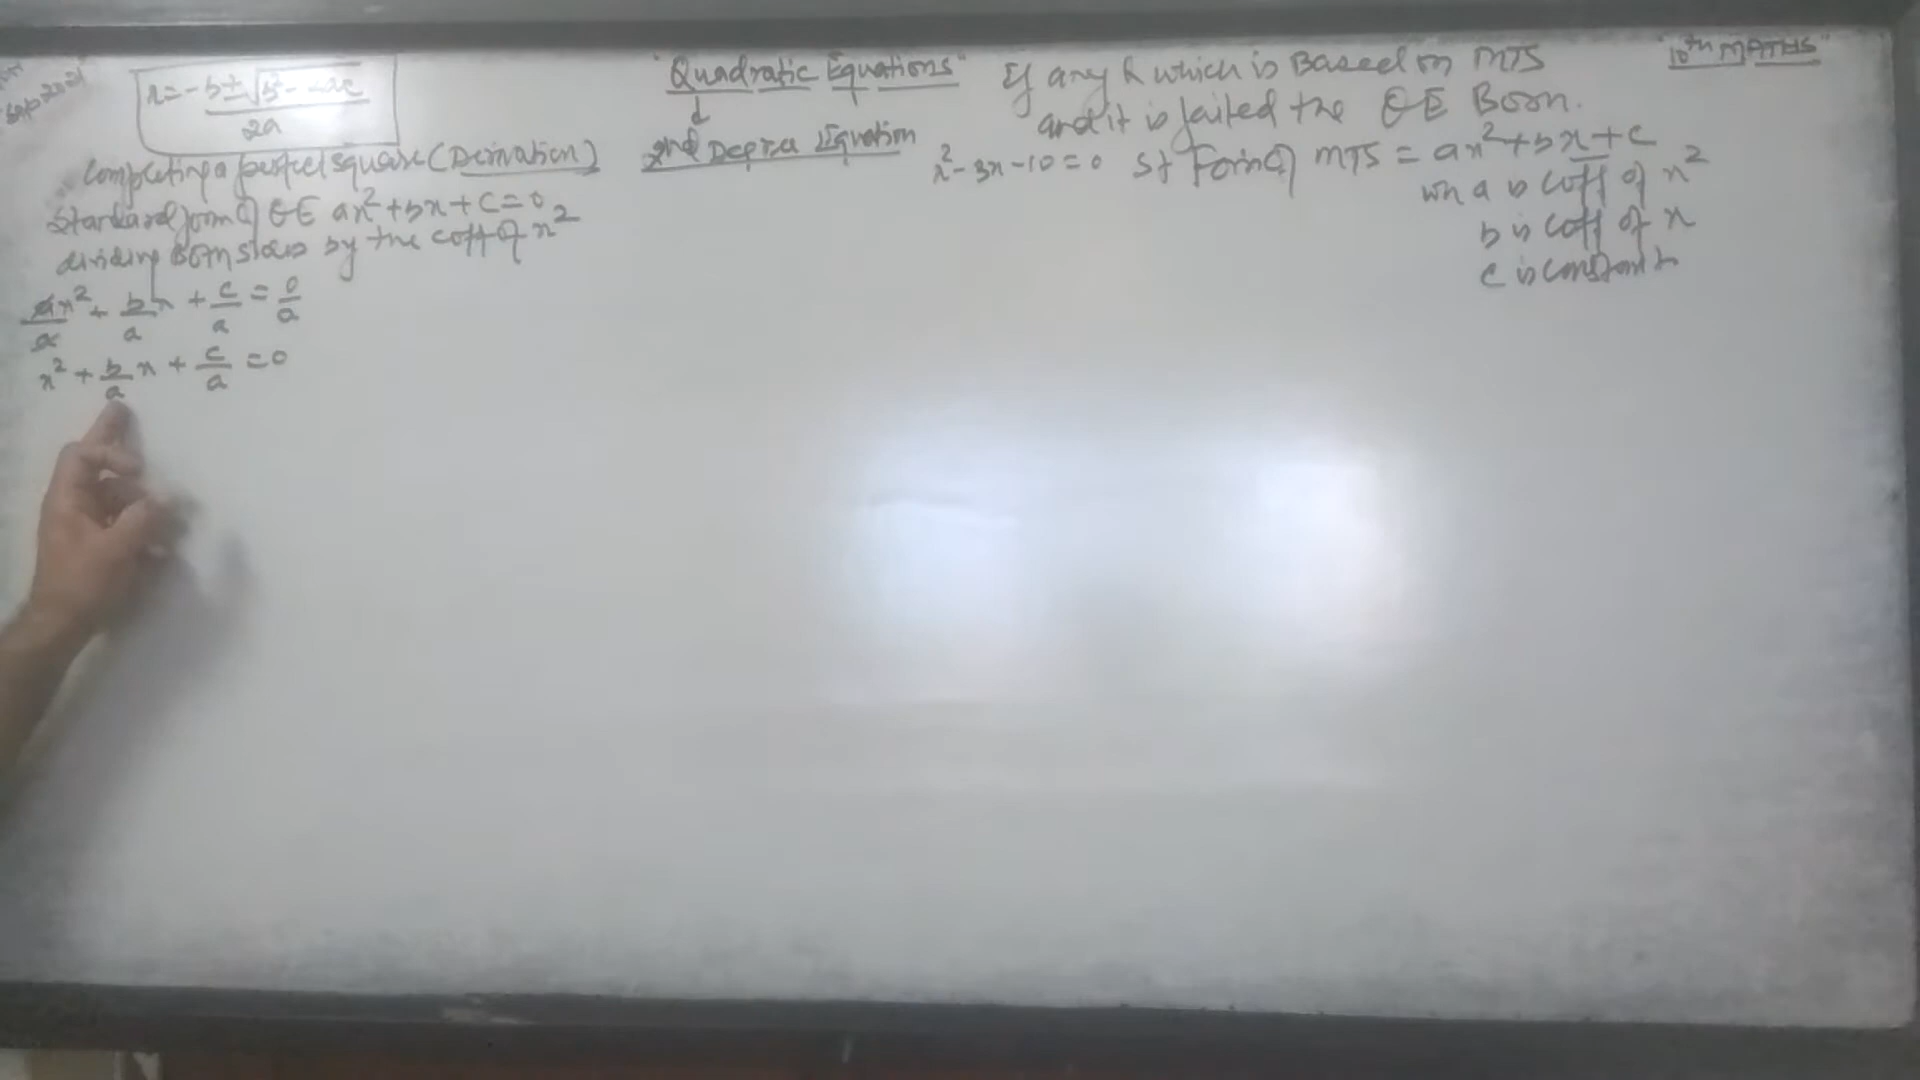 "Quadratic Equations"
↓
2nd Degree Equation
"10th MATHS"
If any Q which is Based on MTS
and it is failed the QE Born.
x² - 3x - 10 = 0 St Form of MTS = ax² + bx + c
wh a is coff of x²
b is coff of x
c is constant
x = -b ± √b² - 4ac
2a
Completing a perfect square (Derivation)
Standard form of QE ax² + bx + c = 0
dividing Both sides by the coff of x²
ax²/a + b/a x + c/a = 0/a
x² + b/a x + c/a = 0